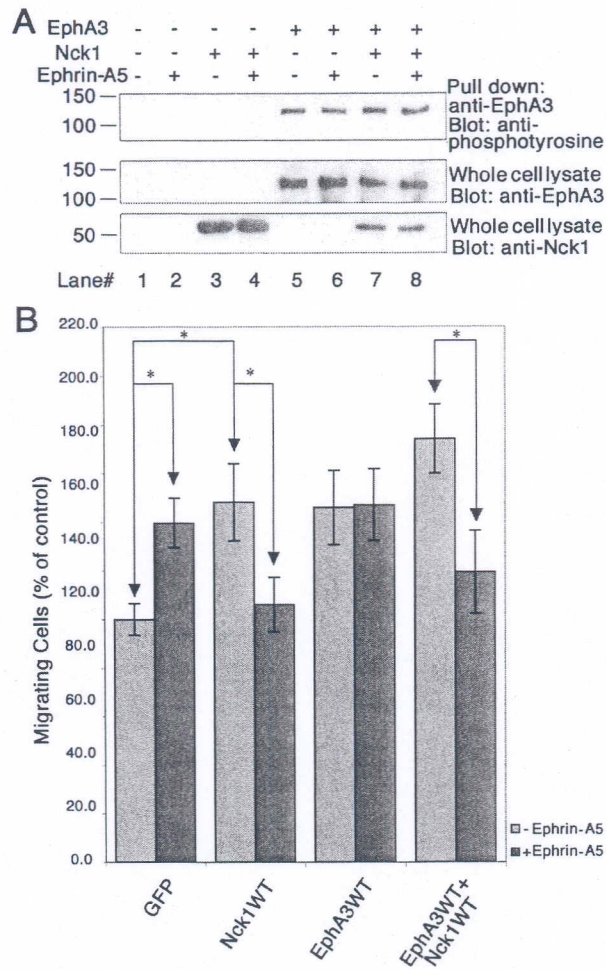 A
EphA3 - - - - + + + +
Nck1 - - + + - - + +
Ephrin-A5 - + - + - + - +
150
100
Pull down:
anti-EphA3
Blot: anti-
phosphotyrosine
150
100
Whole cell lysate
Blot: anti-EphA3
50
Whole cell lysate
Blot: anti-Nck1
Lane# 1 2 3 4 5 6 7 8
B
Migrating Cells (% of control)
220.0
200.0
180.0
160.0
140.0
120.0
80.0
60.0
40.0
20.0
0.0
* * * *
GFP
Nck1WT
EphA3WT
EphA3WT+
Nck1WT
- Ephrin-A5
+Ephrin-A5